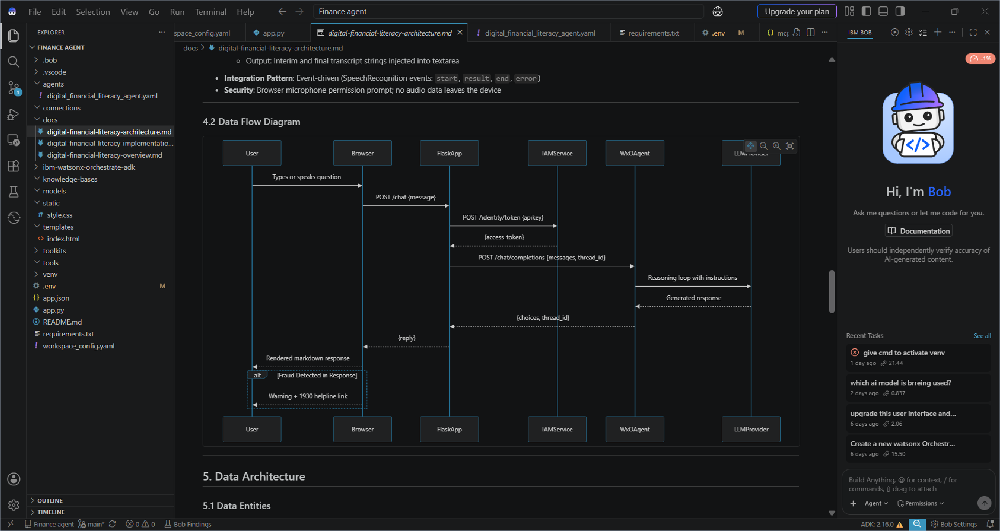 File Edit Selection View Go Run Terminal Help
Finance agent
Upgrade your plan
EXPLORER
FINANCE AGENT
.bob
.vscode
agents
digital_financial_literacy_agent.yaml
connections
docs
digital-financial-literacy-architecture.md
digital-financial-literacy-implementatio...
digital-financial-literacy-overview.md
ibm-watsonx-orchestrate-adk
knowledge-bases
models
static
style.css
templates
index.html
toolkits
tools
venv
.env M
app.json
app.py
README.md
requirements.txt
workspace_config.yaml
OUTLINE
TIMELINE
space_config.yaml app.py digital-financial-literacy-architecture.md digital_financial_literacy_agent.yaml requirements.txt .env M
docs > digital-financial-literacy-architecture.md
Output: Interim and final transcript strings injected into textarea
Integration Pattern: Event-driven (SpeechRecognition events: start, result, end, error)
Security: Browser microphone permission prompt; no audio data leaves the device
4.2 Data Flow Diagram
User Browser FlaskApp IAMService WxOAgent
Types or speaks question
POST /chat {message}
POST /identity/token {apikey}
{access_token}
POST /chat/completions {messages, thread_id}
Reasoning loop with instructions
Generated response
{choices, thread_id}
{reply}
Rendered markdown response
alt [Fraud Detected in Response]
Warning + 1930 helpline link
User Browser FlaskApp IAMService WxOAgent LLMProvider
5. Data Architecture
5.1 Data Entities
IBM BOB
-1%
Hi, I'm Bob
Ask me questions or let me code for you.
Documentation
Users should independently verify accuracy of
AI-generated content.
Recent Tasks See all
give cmd to activate venv
1 day ago 21.44
which ai model is brreing used?
2 days ago 0.837
upgrade this user interface and...
6 days ago 2.06
Create a new watsonx Orchestr...
6 days ago 15.50
Build Anything, @ for context, / for
commands, ⇧ drag to attach
Agent Permissions
Finance agent main* 0 0 Bob Findings
ADK: 2.16.0 Bob Settings